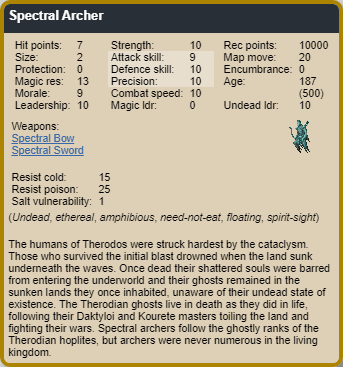 Spectral Archer
Hit points: 7 Strength: 10 Rec points: 10000
Size: 2 Attack skill: 9 Map move: 20
Protection: 0 Defence skill: 10 Encumbrance: 0
Magic res: 13 Precision: 10 Age: 187
Morale: 9 Combat speed: 10 (500)
Leadership: 10 Magic ldr: 0 Undead ldr: 10
Weapons:
Spectral Bow
Spectral Sword
Resist cold: 15
Resist poison: 25
Salt vulnerability: 1
(Undead, ethereal, amphibious, need-not-eat, floating, spirit-sight)
The humans of Therodos were struck hardest by the cataclysm.
Those who survived the initial blast drowned when the land sunk
underneath the waves. Once dead their shattered souls were barred
from entering the underworld and their ghosts remained in the
sunken lands they once inhabited, unaware of their undead state of
existence. The Therodian ghosts live in death as they did in life,
following their Daktyloi and Kourete masters toiling the land and
fighting their wars. Spectral archers follow the ghostly ranks of the
Therodian hoplites, but archers were never numerous in the living
kingdom.